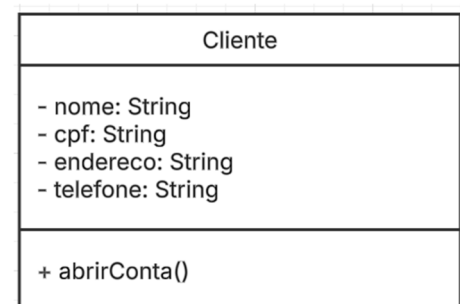 Cliente
- nome: String
- cpf: String
- endereco: String
- telefone: String
+ abrirConta()